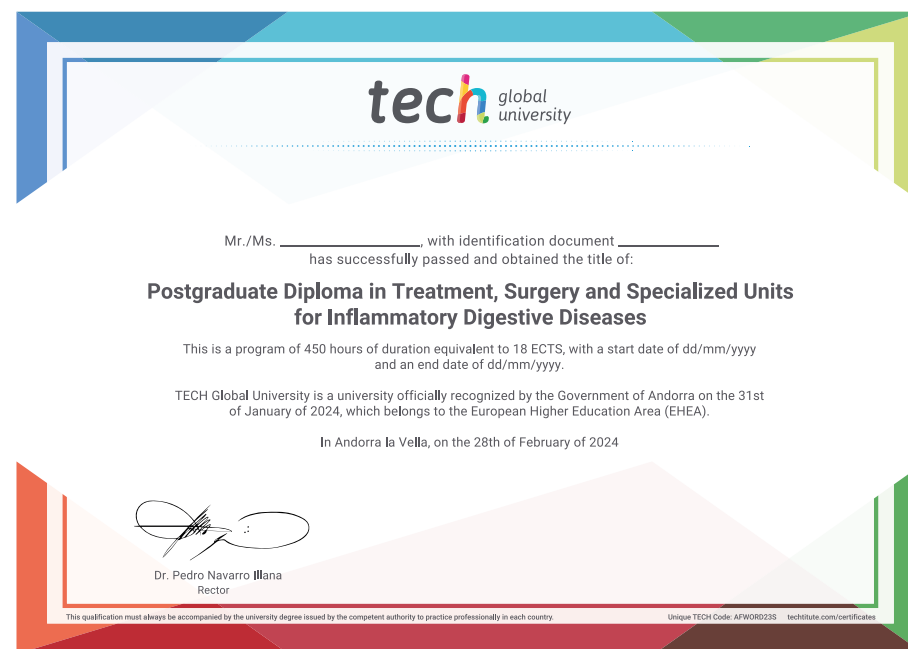 tech global university
Mr./Ms. ____________________, with identification document ______________
has successfully passed and obtained the title of:
Postgraduate Diploma in Treatment, Surgery and Specialized Units
for Inflammatory Digestive Diseases
This is a program of 450 hours of duration equivalent to 18 ECTS, with a start date of dd/mm/yyyy
and an end date of dd/mm/yyyy.
TECH Global University is a university officially recognized by the Government of Andorra on the 31st
of January of 2024, which belongs to the European Higher Education Area (EHEA).
In Andorra la Vella, on the 28th of February of 2024
Dr. Pedro Navarro Illana
Rector
This qualification must always be accompanied by the university degree issued by the competent authority to practice professionally in each country.
Unique TECH Code: AFWORD23S techtitute.com/certificates